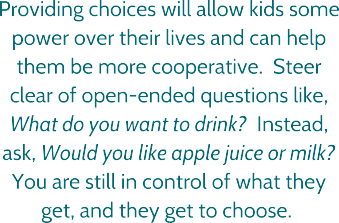 Providing choices will allow kids some
power over their lives and can help
them be more cooperative.  Steer
clear of open-ended questions like,
What do you want to drink?  Instead,
ask, Would you like apple juice or milk?
You are still in control of what they
get, and they get to choose.